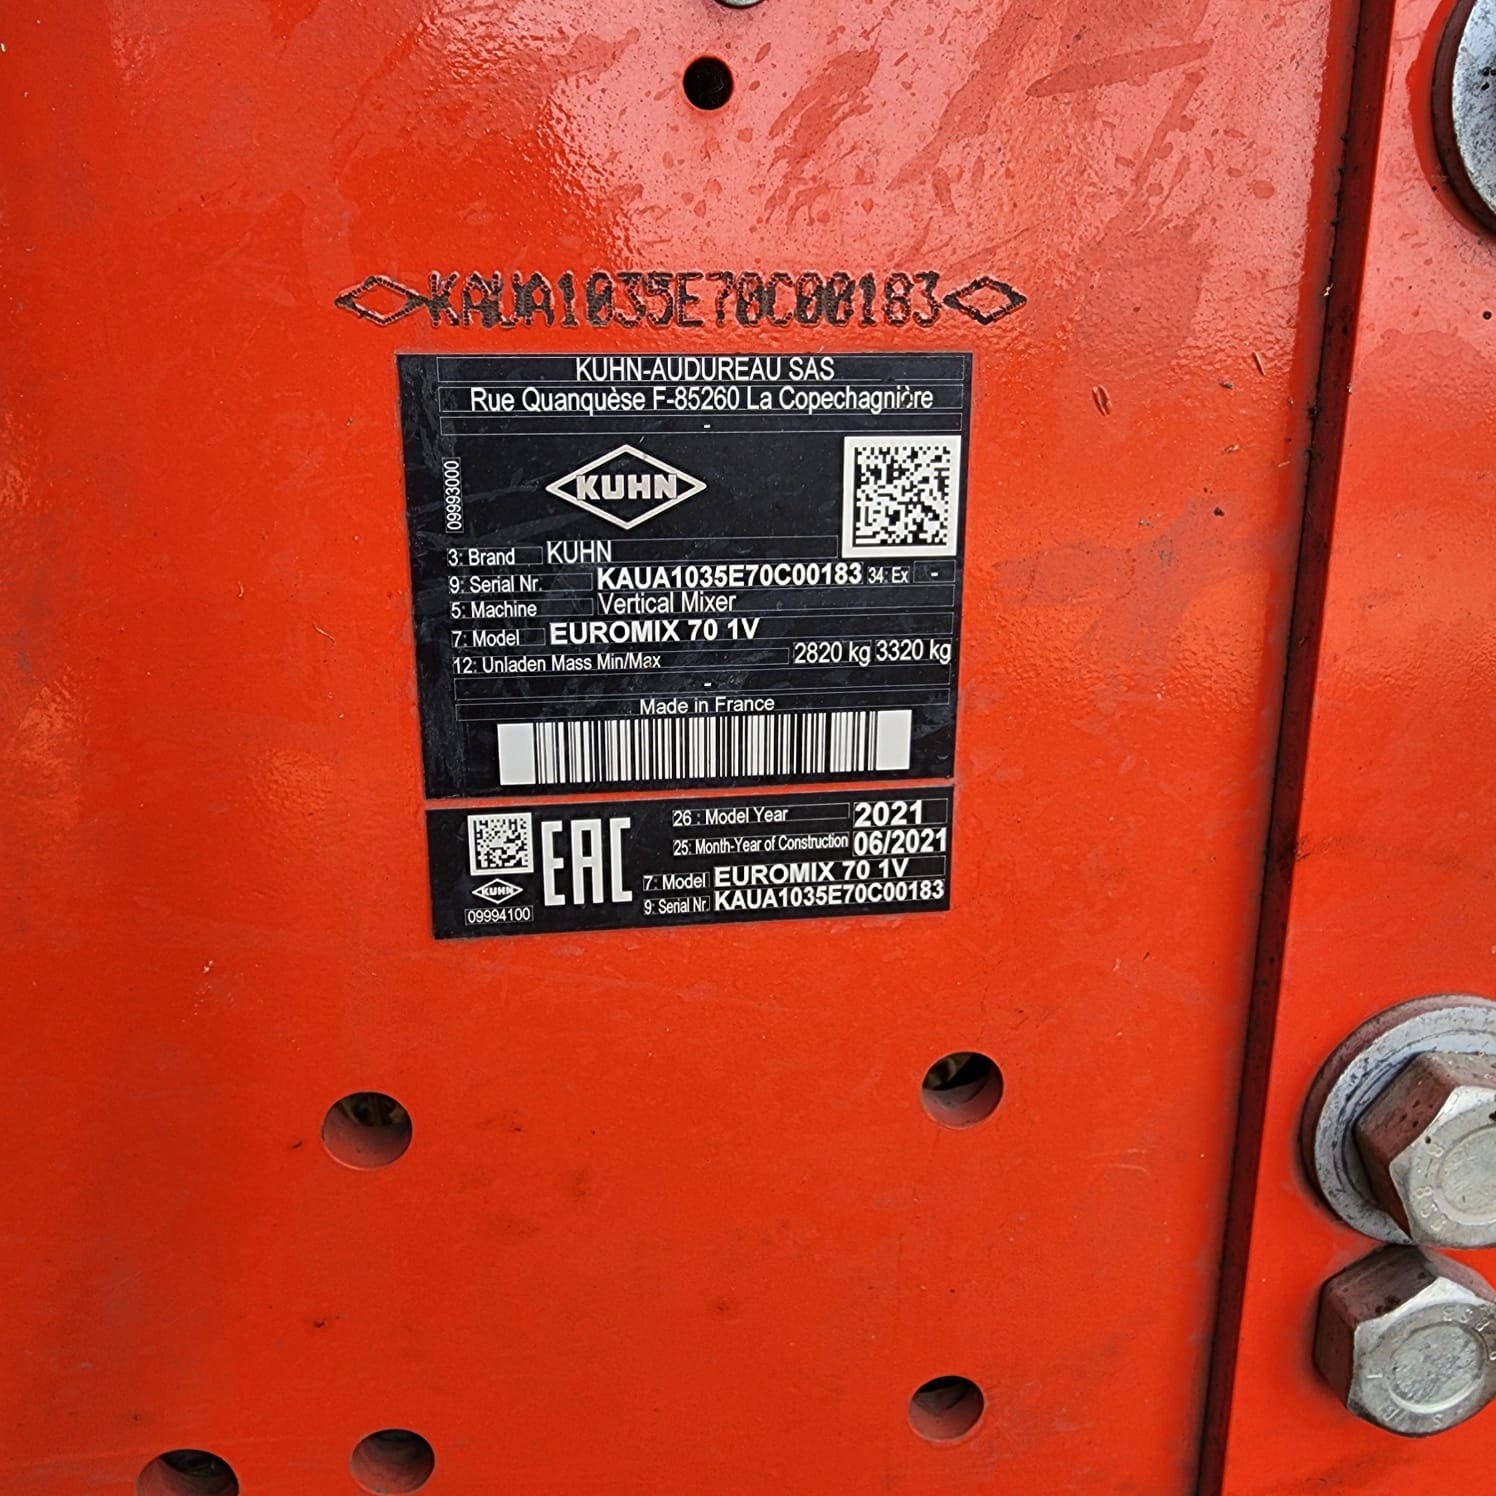 KAUA1035E70C00183
KUHN-AUDUREAU SAS
Rue Quanquèse F-85260 La Copechagnière
-
09993000
KUHN
3: Brand KUHN
9: Serial Nr. KAUA1035E70C00183 34: Ex -
5: Machine Vertical Mixer
7: Model EUROMIX 70 1V
12: Unladen Mass Min/Max 2820 kg 3320 kg
-
Made in France
EAC
KUHN
09994100
26 : Model Year 2021
25: Month-Year of Construction 06/2021
7: Model EUROMIX 70 1V
9: Serial Nr KAUA1035E70C00183